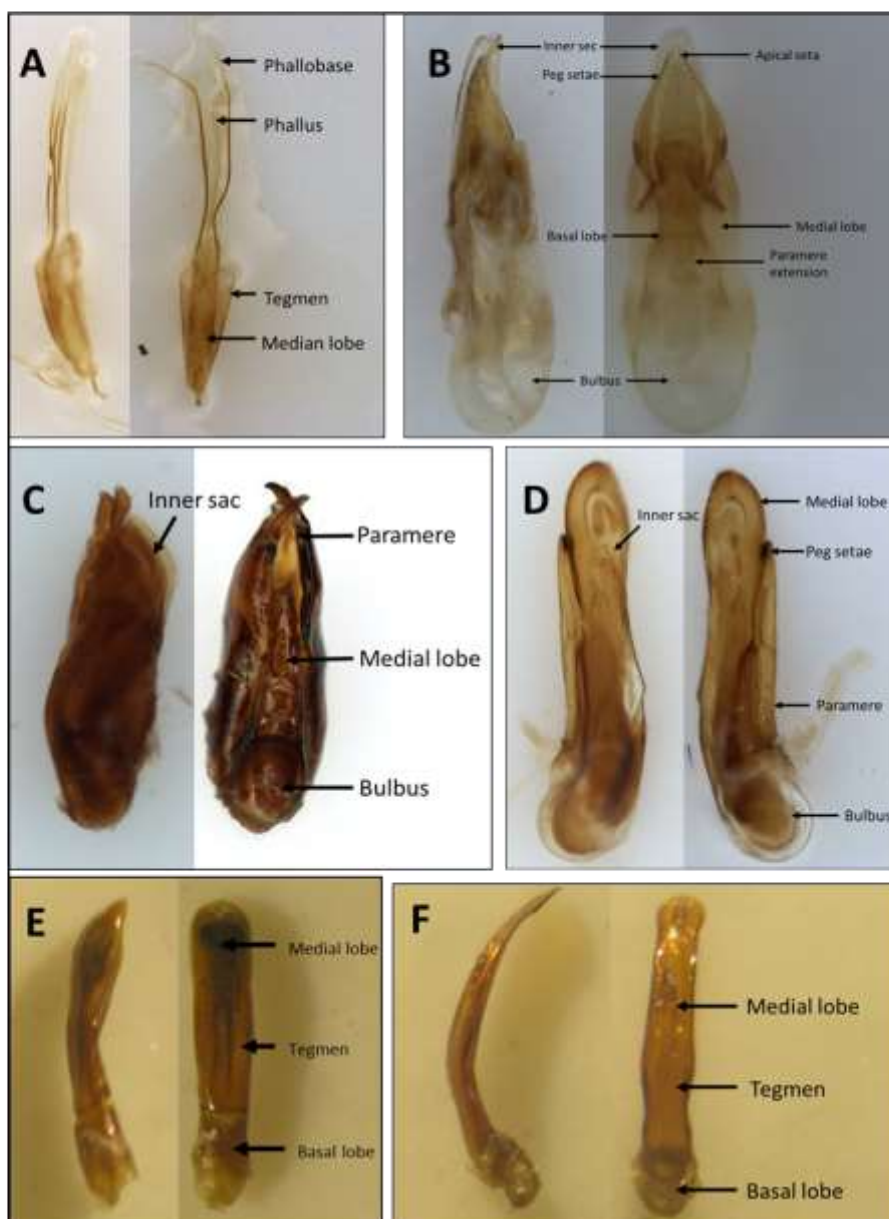 A
Phallobase
Phallus
Tegmen
Median lobe
B
Inner sec
Apical seta
Peg setae
Basal lobe
Medial lobe
Paramere
extension
Bulbus
C
Inner sac
Paramere
Medial lobe
Bulbus
D
Inner sac
Medial lobe
Peg setae
Paramere
Bulbus
E
Medial lobe
Tegmen
Basal lobe
F
Medial lobe
Tegmen
Basal lobe